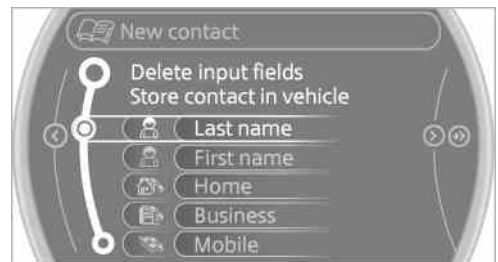 New contact
Delete input fields
Store contact in vehicle
Last name
First name
Home
Business
Mobile